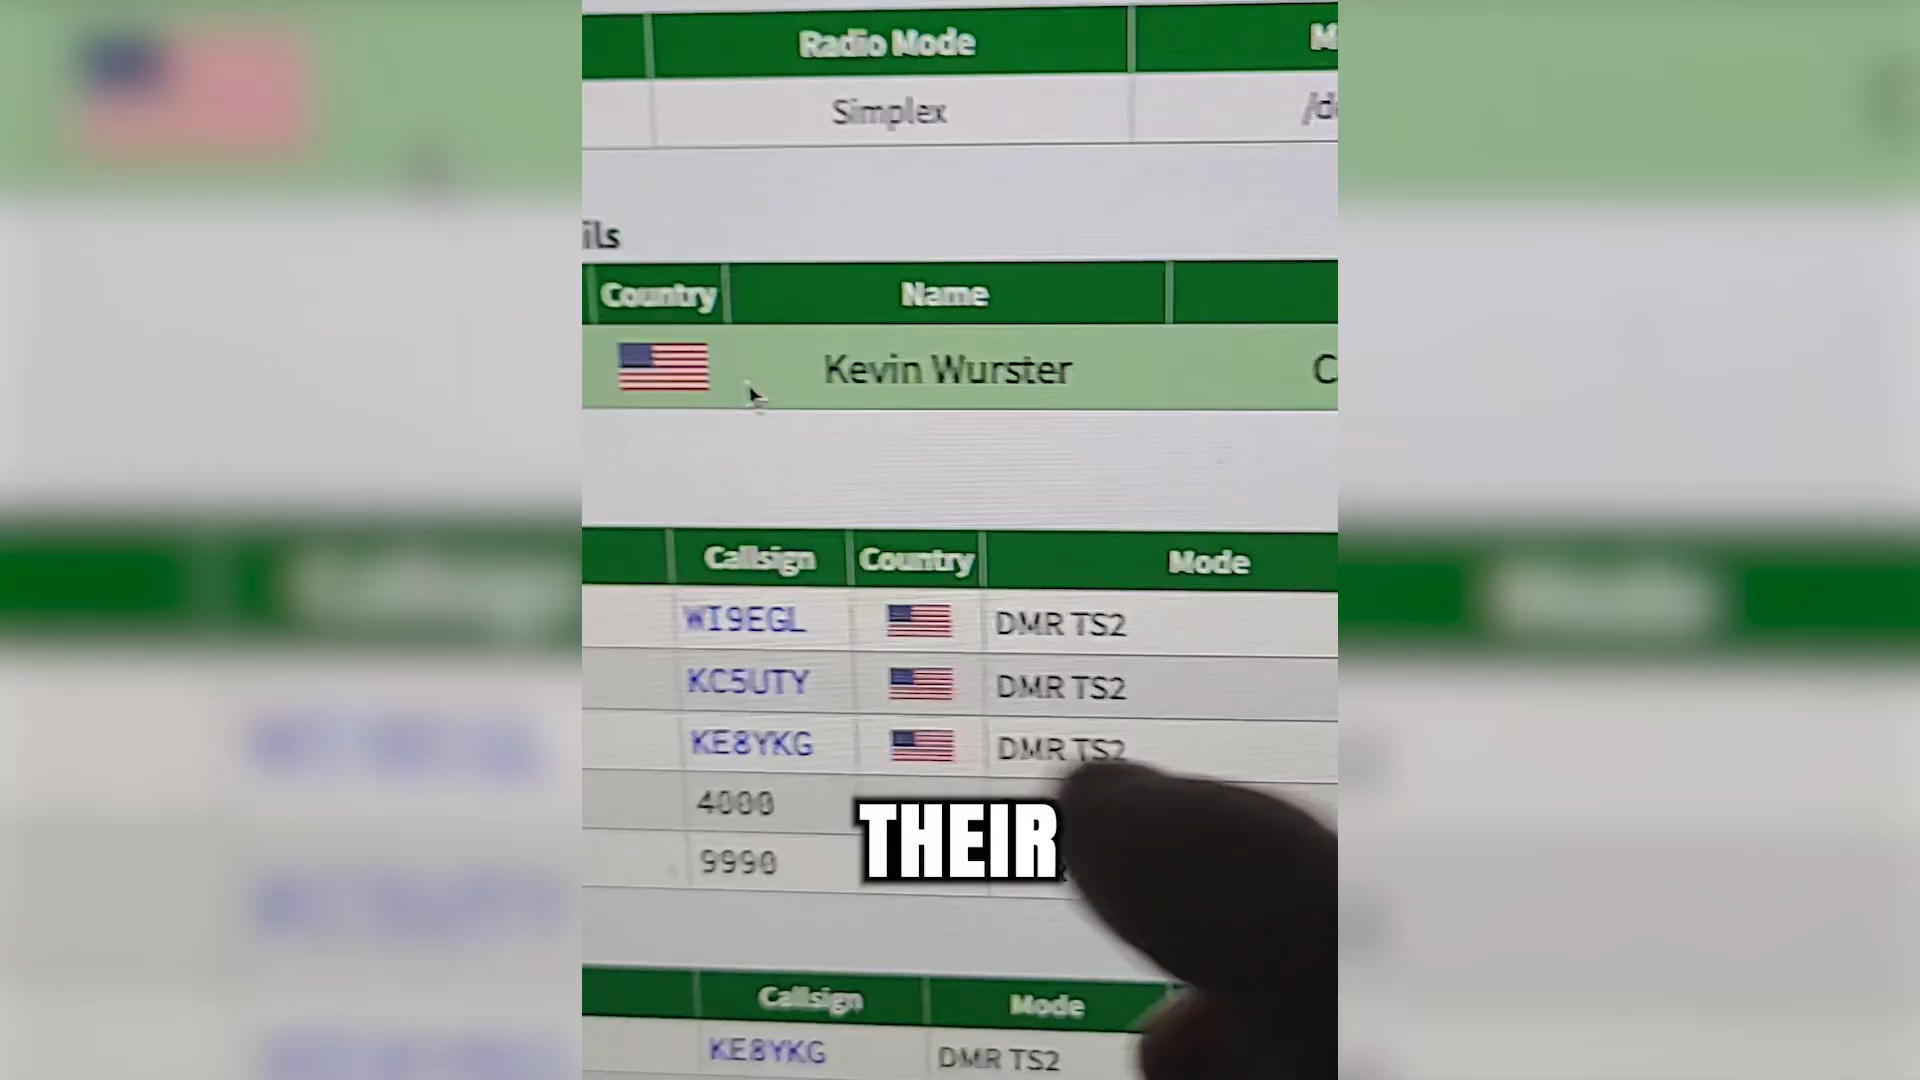 Radio Mode M
Simplex /d
ils
Country Name
Kevin Wurster C
Callsign Country Mode
WI9EGL DMR TS2
KC5UTY DMR TS2
KE8YKG DMR TS2
4000
THEIR
9990
Callsign Mode
KE8YKG DMR TS2